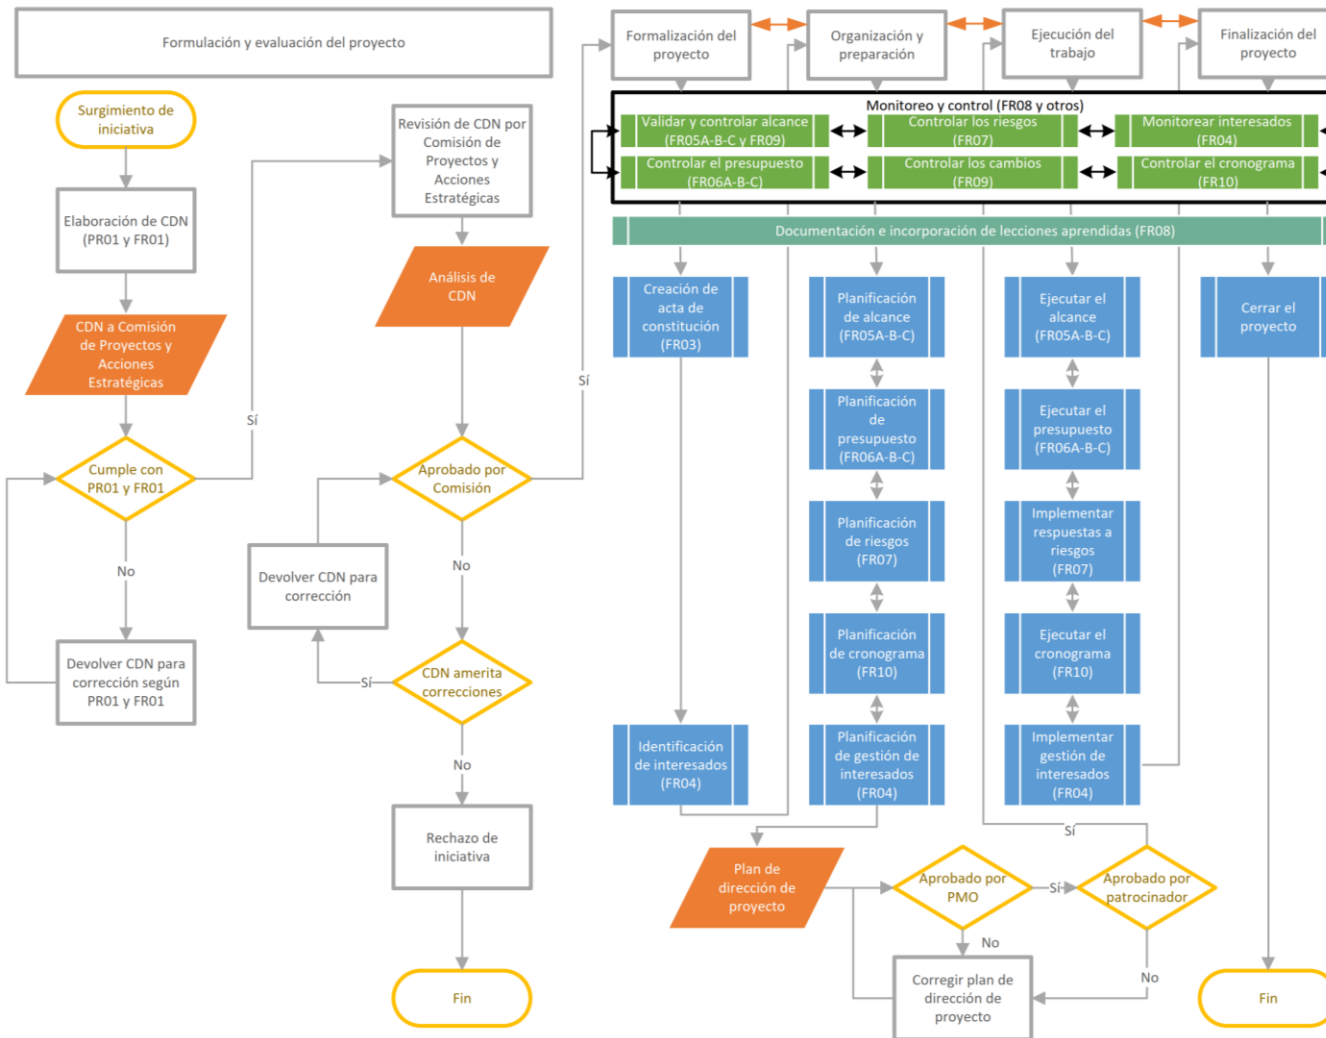 Formulación y evaluación del proyecto
Surgimiento de
iniciativa
Elaboración de CDN
(PR01 y FR01)
CDN a Comisión
de Proyectos y
Acciones
Estratégicas
Cumple con
PR01 y FR01
Sí
No
Devolver CDN para
corrección según
PR01 y FR01
Revisión de CDN por
Comisión de
Proyectos y
Acciones
Estratégicas
Análisis de
CDN
Aprobado por
Comisión
Sí
No
Devolver CDN para
corrección
CDN amerita
correcciones
Sí
No
Rechazo de
iniciativa
Fin
Formalización del
proyecto
Organización y
preparación
Ejecución del
trabajo
Finalización del
proyecto
Monitoreo y control (FR08 y otros)
Validar y controlar alcance
(FR05A-B-C y FR09)
Controlar los riesgos
(FR07)
Monitorear interesados
(FR04)
Controlar el presupuesto
(FR06A-B-C)
Controlar los cambios
(FR09)
Controlar el cronograma
(FR10)
Documentación e incorporación de lecciones aprendidas (FR08)
Creación de
acta de
constitución
(FR03)
Identificación
de interesados
(FR04)
Planificación
de alcance
(FR05A-B-C)
Planificación
de
presupuesto
(FR06A-B-C)
Planificación
de riesgos
(FR07)
Planificación
de cronograma
(FR10)
Planificación
de gestión de
interesados
(FR04)
Ejecutar el
alcance
(FR05A-B-C)
Ejecutar el
presupuesto
(FR06A-B-C)
Implementar
respuestas a
riesgos
(FR07)
Ejecutar el
cronograma
(FR10)
Implementar
gestión de
interesados
(FR04)
Cerrar el
proyecto
Plan de
dirección de
proyecto
Aprobado por
PMO
Sí
No
Aprobado por
patrocinador
Sí
No
Corregir plan de
dirección de
proyecto
Fin